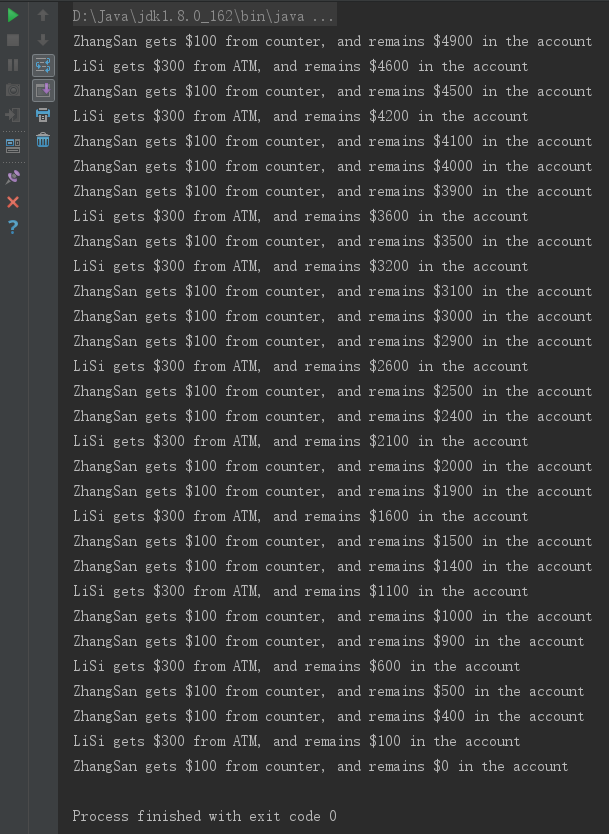 D:\Java\jdk1.8.0_162\bin\java ...
ZhangSan gets $100 from counter, and remains $4900 in the account
LiSi gets $300 from ATM, and remains $4600 in the account
ZhangSan gets $100 from counter, and remains $4500 in the account
LiSi gets $300 from ATM, and remains $4200 in the account
ZhangSan gets $100 from counter, and remains $4100 in the account
ZhangSan gets $100 from counter, and remains $4000 in the account
ZhangSan gets $100 from counter, and remains $3900 in the account
LiSi gets $300 from ATM, and remains $3600 in the account
ZhangSan gets $100 from counter, and remains $3500 in the account
LiSi gets $300 from ATM, and remains $3200 in the account
ZhangSan gets $100 from counter, and remains $3100 in the account
ZhangSan gets $100 from counter, and remains $3000 in the account
ZhangSan gets $100 from counter, and remains $2900 in the account
LiSi gets $300 from ATM, and remains $2600 in the account
ZhangSan gets $100 from counter, and remains $2500 in the account
ZhangSan gets $100 from counter, and remains $2400 in the account
LiSi gets $300 from ATM, and remains $2100 in the account
ZhangSan gets $100 from counter, and remains $2000 in the account
ZhangSan gets $100 from counter, and remains $1900 in the account
LiSi gets $300 from ATM, and remains $1600 in the account
ZhangSan gets $100 from counter, and remains $1500 in the account
ZhangSan gets $100 from counter, and remains $1400 in the account
LiSi gets $300 from ATM, and remains $1100 in the account
ZhangSan gets $100 from counter, and remains $1000 in the account
ZhangSan gets $100 from counter, and remains $900 in the account
LiSi gets $300 from ATM, and remains $600 in the account
ZhangSan gets $100 from counter, and remains $500 in the account
ZhangSan gets $100 from counter, and remains $400 in the account
LiSi gets $300 from ATM, and remains $100 in the account
ZhangSan gets $100 from counter, and remains $0 in the account
Process finished with exit code 0